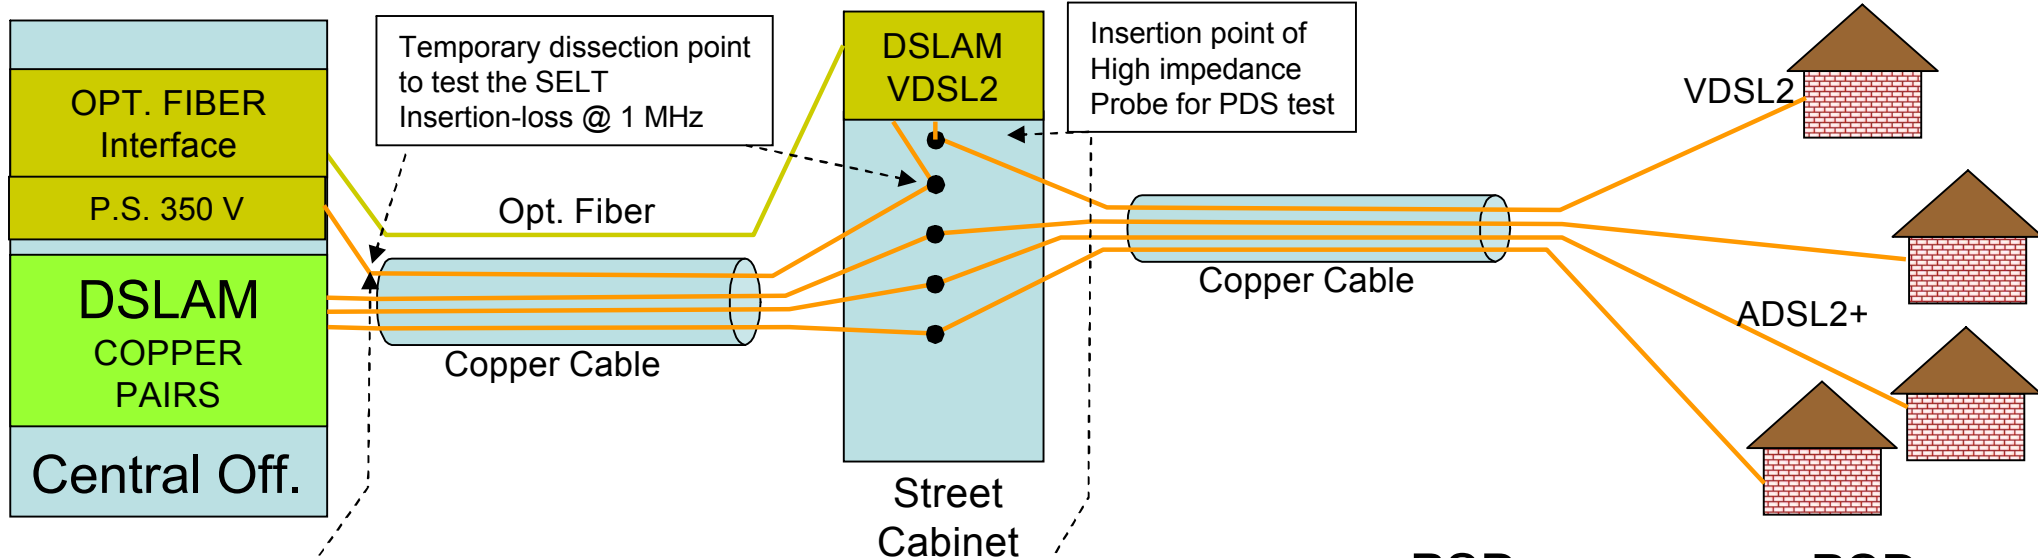 OPT. FIBER
Interface
P.S. 350 V
DSLAM
COPPER
PAIRS
Central Off.
Temporary dissection point
to test the SELT
Insertion-loss @ 1 MHz
Opt. Fiber
Copper Cable
DSLAM
VDSL2
Street
Cabinet
Insertion point of
High impedance
Probe for PDS test
Copper Cable
VDSL2
ADSL2+